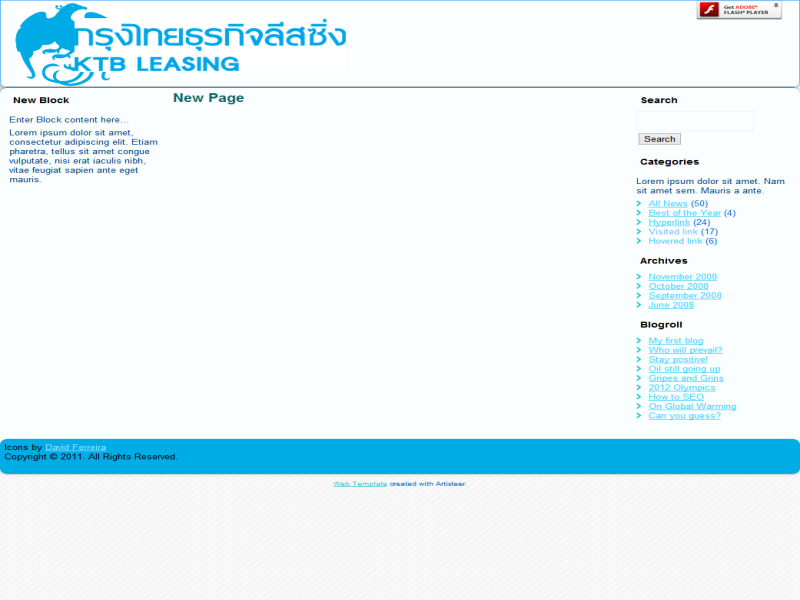 กรุงไทยธุรกิจลีสซิ่ง
KTB LEASING
Get ADOBE®
FLASH® PLAYER
New Block
Enter Block content here...
Lorem ipsum dolor sit amet,
consectetur adipiscing elit. Etiam
pharetra, tellus sit amet congue
vulputate, nisi erat iaculis nibh,
vitae feugiat sapien ante eget
mauris.
New Page
Search
Search
Categories
Lorem ipsum dolor sit amet. Nam
sit amet sem. Mauris a ante.
All News (50)
Best of the Year (4)
Hyperlink (24)
Visited link (17)
Hovered link (6)
Archives
November 2008
October 2008
September 2008
June 2008
Blogroll
My first blog
Who will prevail?
Stay positive!
Oil still going up
Gripes and Grins
2012 Olympics
How to SEO
On Global Warming
Can you guess?
Icons by David Ferreira
Copyright © 2011. All Rights Reserved.
Web Template created with Artisteer.